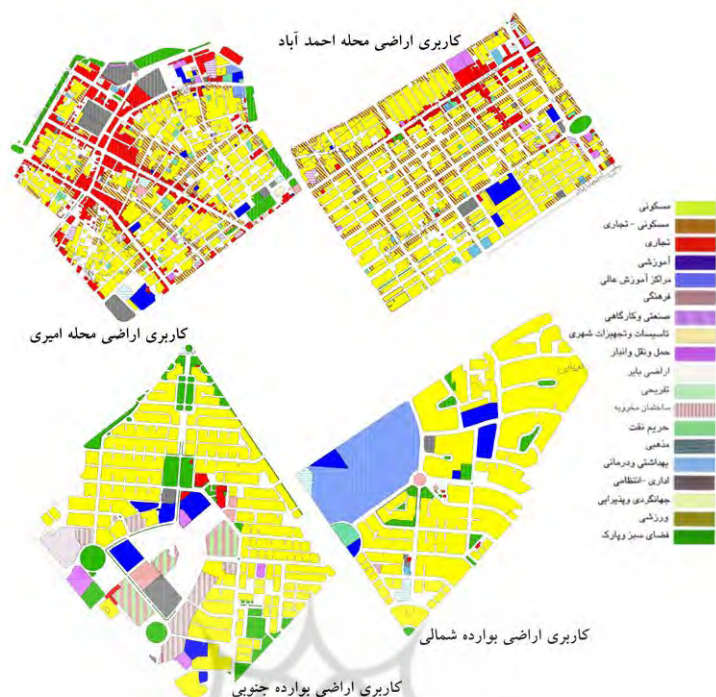 کاربری اراضی محله احمد آباد
کاربری اراضی محله امیری
کاربری اراضی بوارده شمالی
کاربری اراضی بوارده جنوبی
مسکونی
مسکونی - تجاری
تجاری
آموزشی
مراکز آموزش عالی
فرهنگی
صنعتی وکارگاهی
تاسیسات وتجهیزات شهری
حمل ونقل وانبار
اراضی بایر
تفریحی
ساختمان مخروبه
حریم نفت
مذهبی
بهداشتی ودرمانی
اداری -انتظامی
جهانگردی وپذیرایی
ورزشی
فضای سبز وپارک